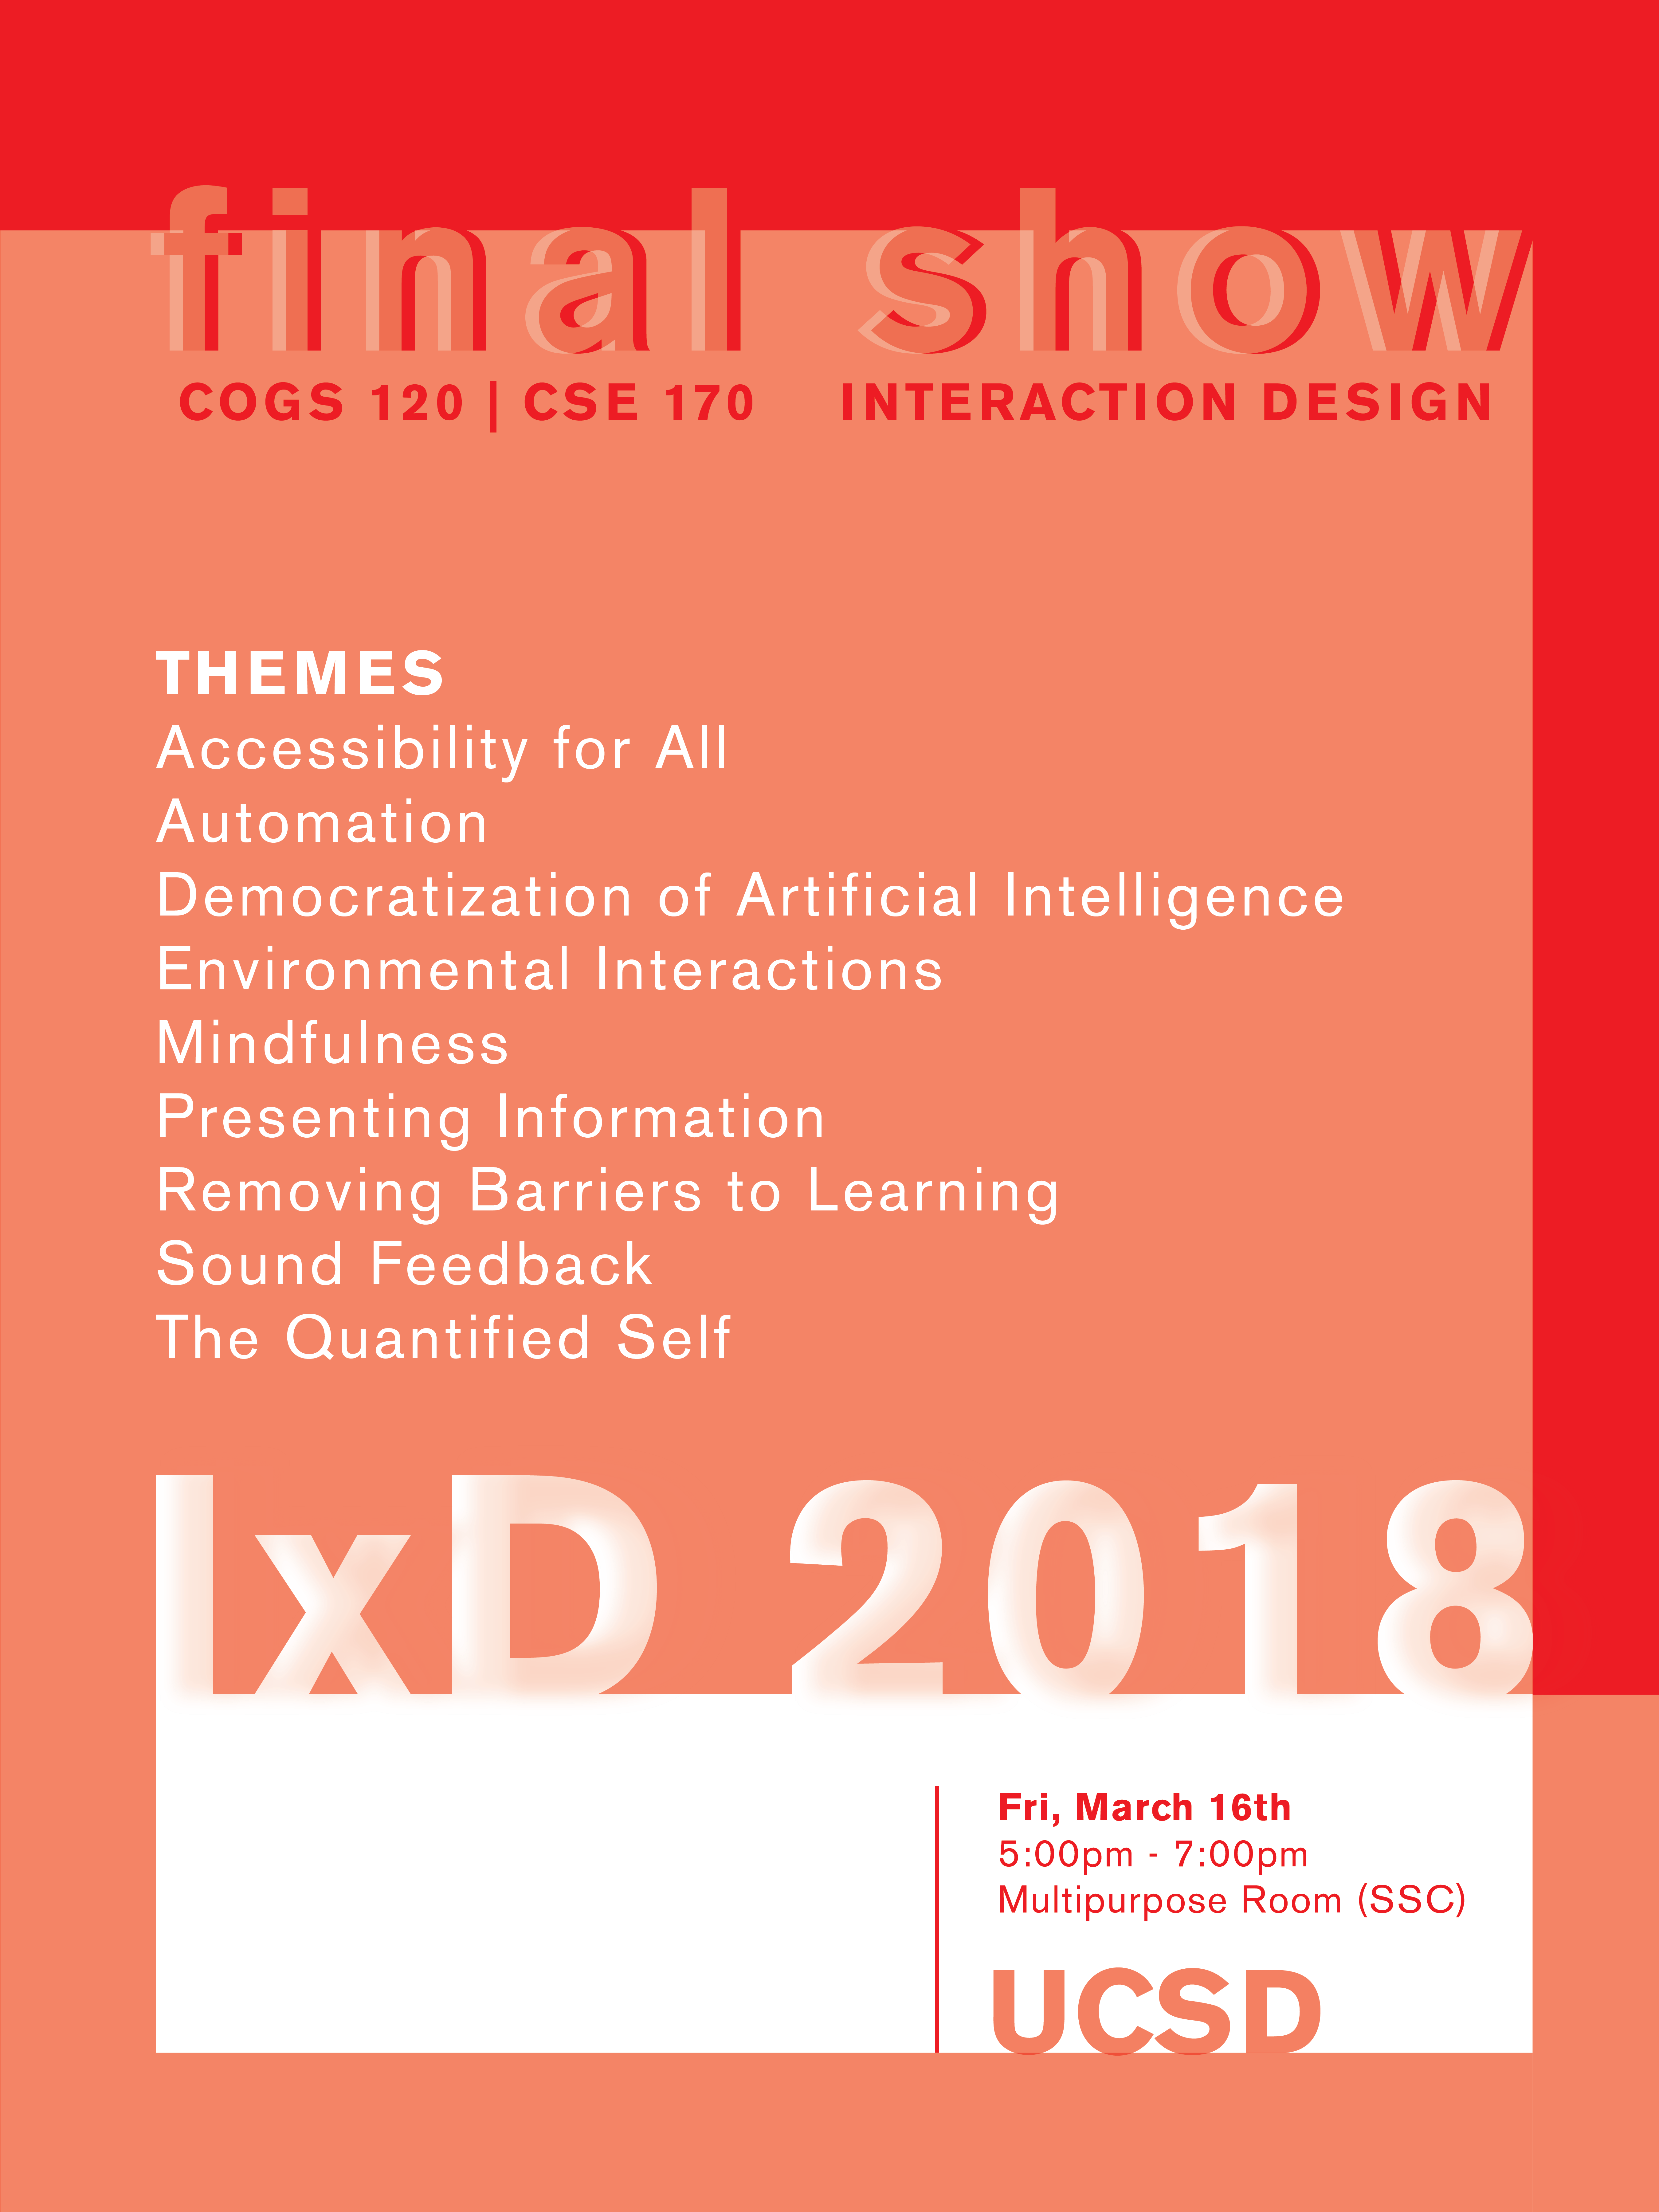 final show
COGS 120 | CSE 170 INTERACTION DESIGN
THEMES
Accessibility for All
Automation
Democratization of Artificial Intelligence
Environmental Interactions
Mindfulness
Presenting Information
Removing Barriers to Learning
Sound Feedback
The Quantified Self
IxD 2018
Fri, March 16th
5:00pm - 7:00pm
Multipurpose Room (SSC)
UCSD